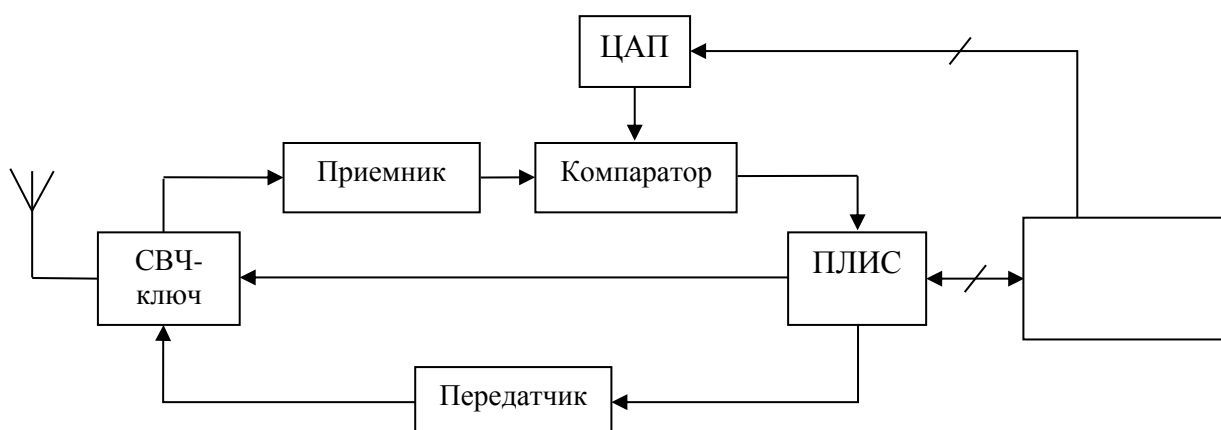 ЦАП
Приемник
Компаратор
СВЧ-
ключ
ПЛИС
Передатчик